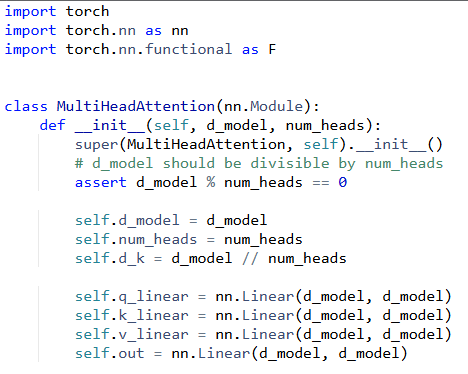 import torch
import torch.nn as nn
import torch.nn.functional as F
class MultiHeadAttention(nn.Module):
    def __init__(self, d_model, num_heads):
        super(MultiHeadAttention, self).__init__()
        # d_model should be divisible by num_heads
        assert d_model % num_heads == 0
        self.d_model = d_model
        self.num_heads = num_heads
        self.d_k = d_model // num_heads
        self.q_linear = nn.Linear(d_model, d_model)
        self.k_linear = nn.Linear(d_model, d_model)
        self.v_linear = nn.Linear(d_model, d_model)
        self.out = nn.Linear(d_model, d_model)